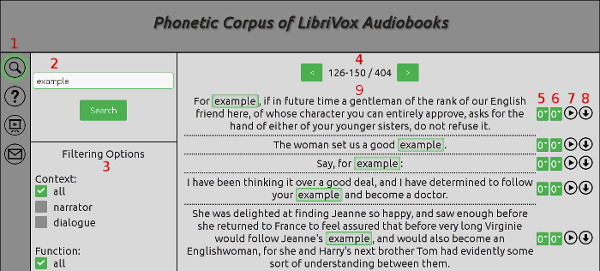 Phonetic Corpus of LibriVox Audiobooks
1
2
example
Search
Filtering Options
3
Context:
all
narrator
dialogue
Function:
all
4
< 126-150 / 404 >
9
5 6 7 8
For example, if in future time a gentleman of the rank of our English
friend here, of whose character you can entirely approve, asks for the
hand of either of your younger sisters, do not refuse it.
0" 0"
The woman set us a good example.
0" 0"
Say, for example:
0" 0"
I have been thinking it over a good deal, and I have determined to follow
your example and become a doctor.
0" 0"
She was delighted at finding Jeanne so happy, and saw enough before
she returned to France to feel assured that before very long Virginie
would follow Jeanne's example, and would also become an
Englishwoman, for she and Harry's next brother Tom had evidently some
sort of understanding between them.
0" 0"